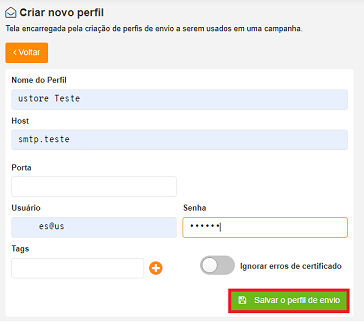 Criar novo perfil
Tela encarregada pela criação de perfis de envio a serem usados em uma campanha.
‹ Voltar
Nome do Perfil
ustore Teste
Host
smtp.teste
Porta
Usuário Senha
es@us ••••••
Tags
Ignorar erros de certificado
Salvar o perfil de envio